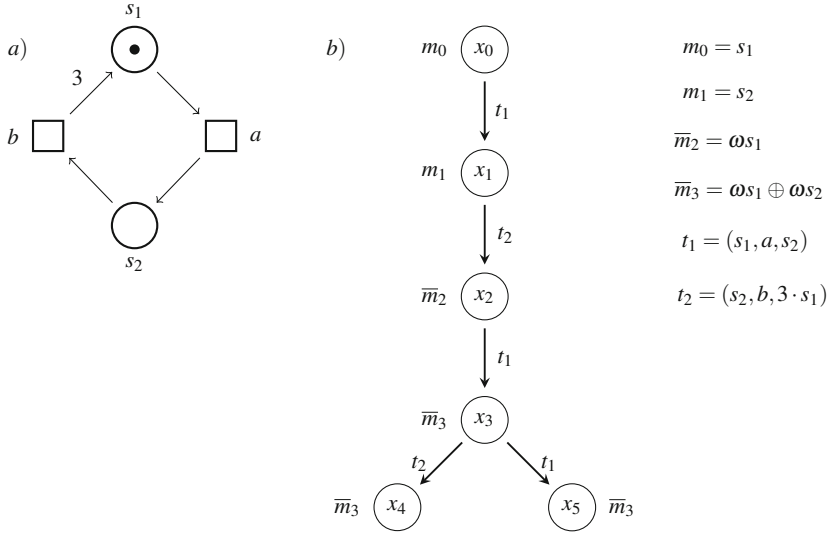 a)
s₁
3
b
a
s₂
b)
m₀ x₀
t₁
m₁ x₁
t₂
m̅₂ x₂
t₁
m̅₃ x₃
t₂ t₁
m̅₃ x₄ x₅ m̅₃
m₀ = s₁
m₁ = s₂
m̅₂ = ωs₁
m̅₃ = ωs₁ ⊕ ωs₂
t₁ = (s₁, a, s₂)
t₂ = (s₂, b, 3 · s₁)